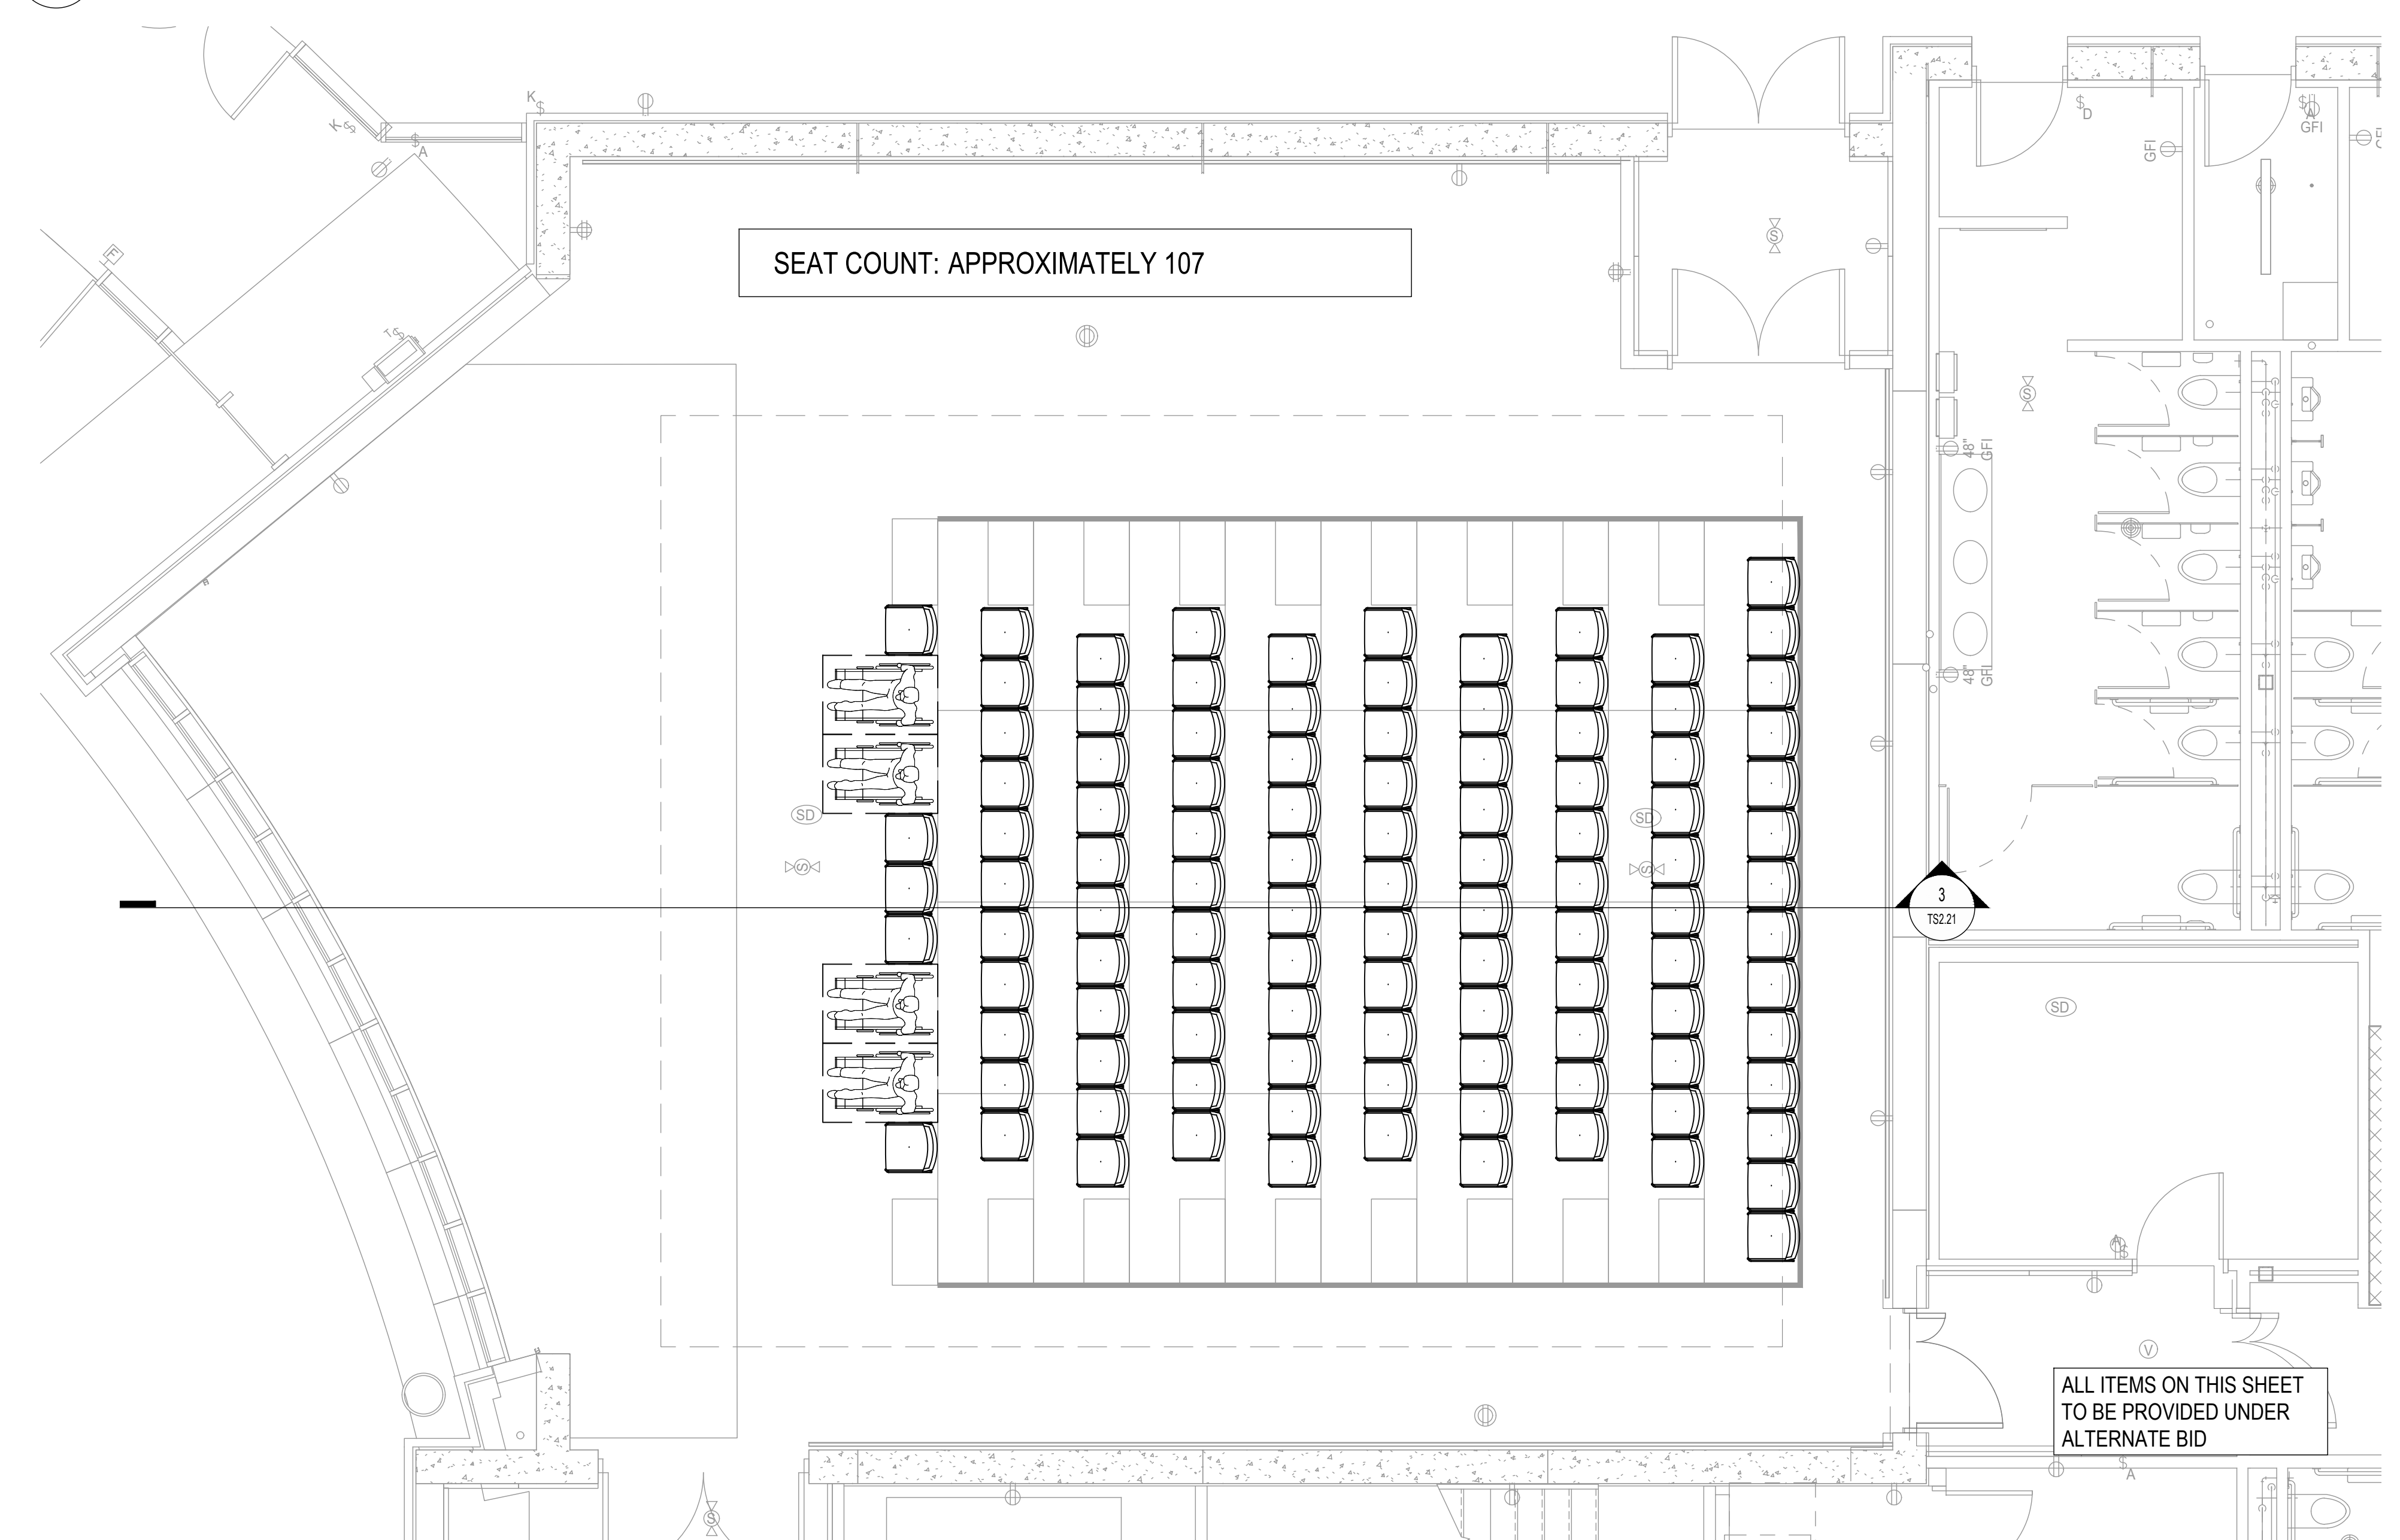 K
$
K $
$
A
$
D
$
A
GFI
GFI
F
SEAT COUNT: APPROXIMATELY 107
S
T $
S
48"
GFI
48"
GFI
SD
SD
S
S
3
TS2.21
SD
A
$
V
ALL ITEMS ON THIS SHEET
TO BE PROVIDED UNDER
ALTERNATE BID
$
A
S